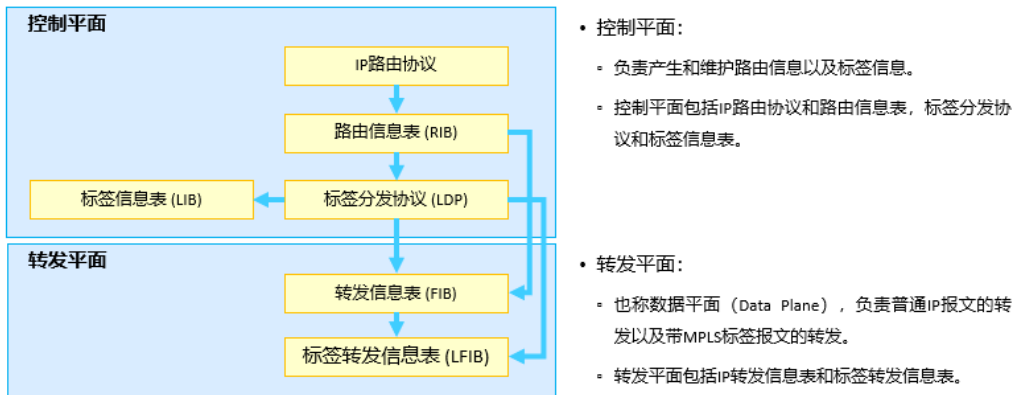 控制平面
IP路由协议
路由信息表 (RIB)
标签信息表 (LIB)
标签分发协议 (LDP)
转发平面
转发信息表 (FIB)
标签转发信息表 (LFIB)
• 控制平面：
▫ 负责产生和维护路由信息以及标签信息。
▫ 控制平面包括IP路由协议和路由信息表，标签分发协
议和标签信息表。
• 转发平面：
▫ 也称数据平面（Data Plane），负责普通IP报文的转
发以及带MPLS标签报文的转发。
▫ 转发平面包括IP转发信息表和标签转发信息表。